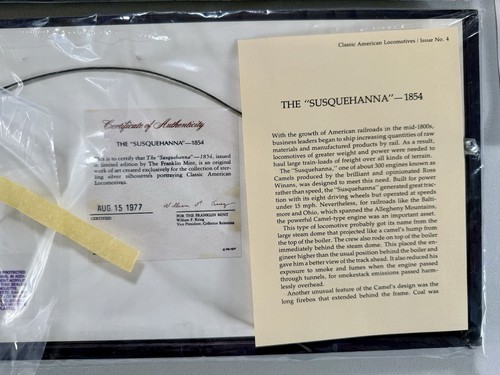 Certificate of Authenticity
THE "SUSQUEHANNA"—1854
This is to certify that The "Susquehanna"—1854, issued
in limited edition by The Franklin Mint, is an original
work of art created exclusively for the collection of ster-
ling silver silhouettes portraying Classic American
Locomotives.
AUG 15 1977
CERTIFIED
FOR THE FRANKLIN MINT
William F. Krieg
Vice President, Collector Relations
Classic American Locomotives / Issue No. 4
THE "SUSQUEHANNA"—1854
With the growth of American railroads in the mid-1800s,
business leaders began to ship increasing quantities of raw
materials and manufactured products by rail. As a result,
locomotives of greater weight and power were needed to
haul large train-loads of freight over all kinds of terrain.
The "Susquehanna," one of about 300 engines known as
Camels produced by the brilliant and opinionated Ross
Winans, was designed to meet this need. Built for power
rather than speed, the "Susquehanna" generated great trac-
tion with its eight driving wheels but operated at speeds
under 15 mph. Nevertheless, for railroads like the Balti-
more and Ohio, which spanned the Allegheny Mountains,
the powerful Camel-type engine was an important asset.
This type of locomotive probably got its name from the
large steam dome that projected like a camel's hump from
the top of the boiler. The crew also rode on top of the boiler
immediately behind the steam dome. This placed the en-
gineer higher than the usual position behind the boiler and
gave him a better view of the track ahead. It also reduced his
exposure to smoke and fumes when the engine passed
through tunnels, for smokestack emissions passed harm-
lessly overhead.
Another unusual feature of the Camel's design was the
long firebox that extended behind the frame. Coal was